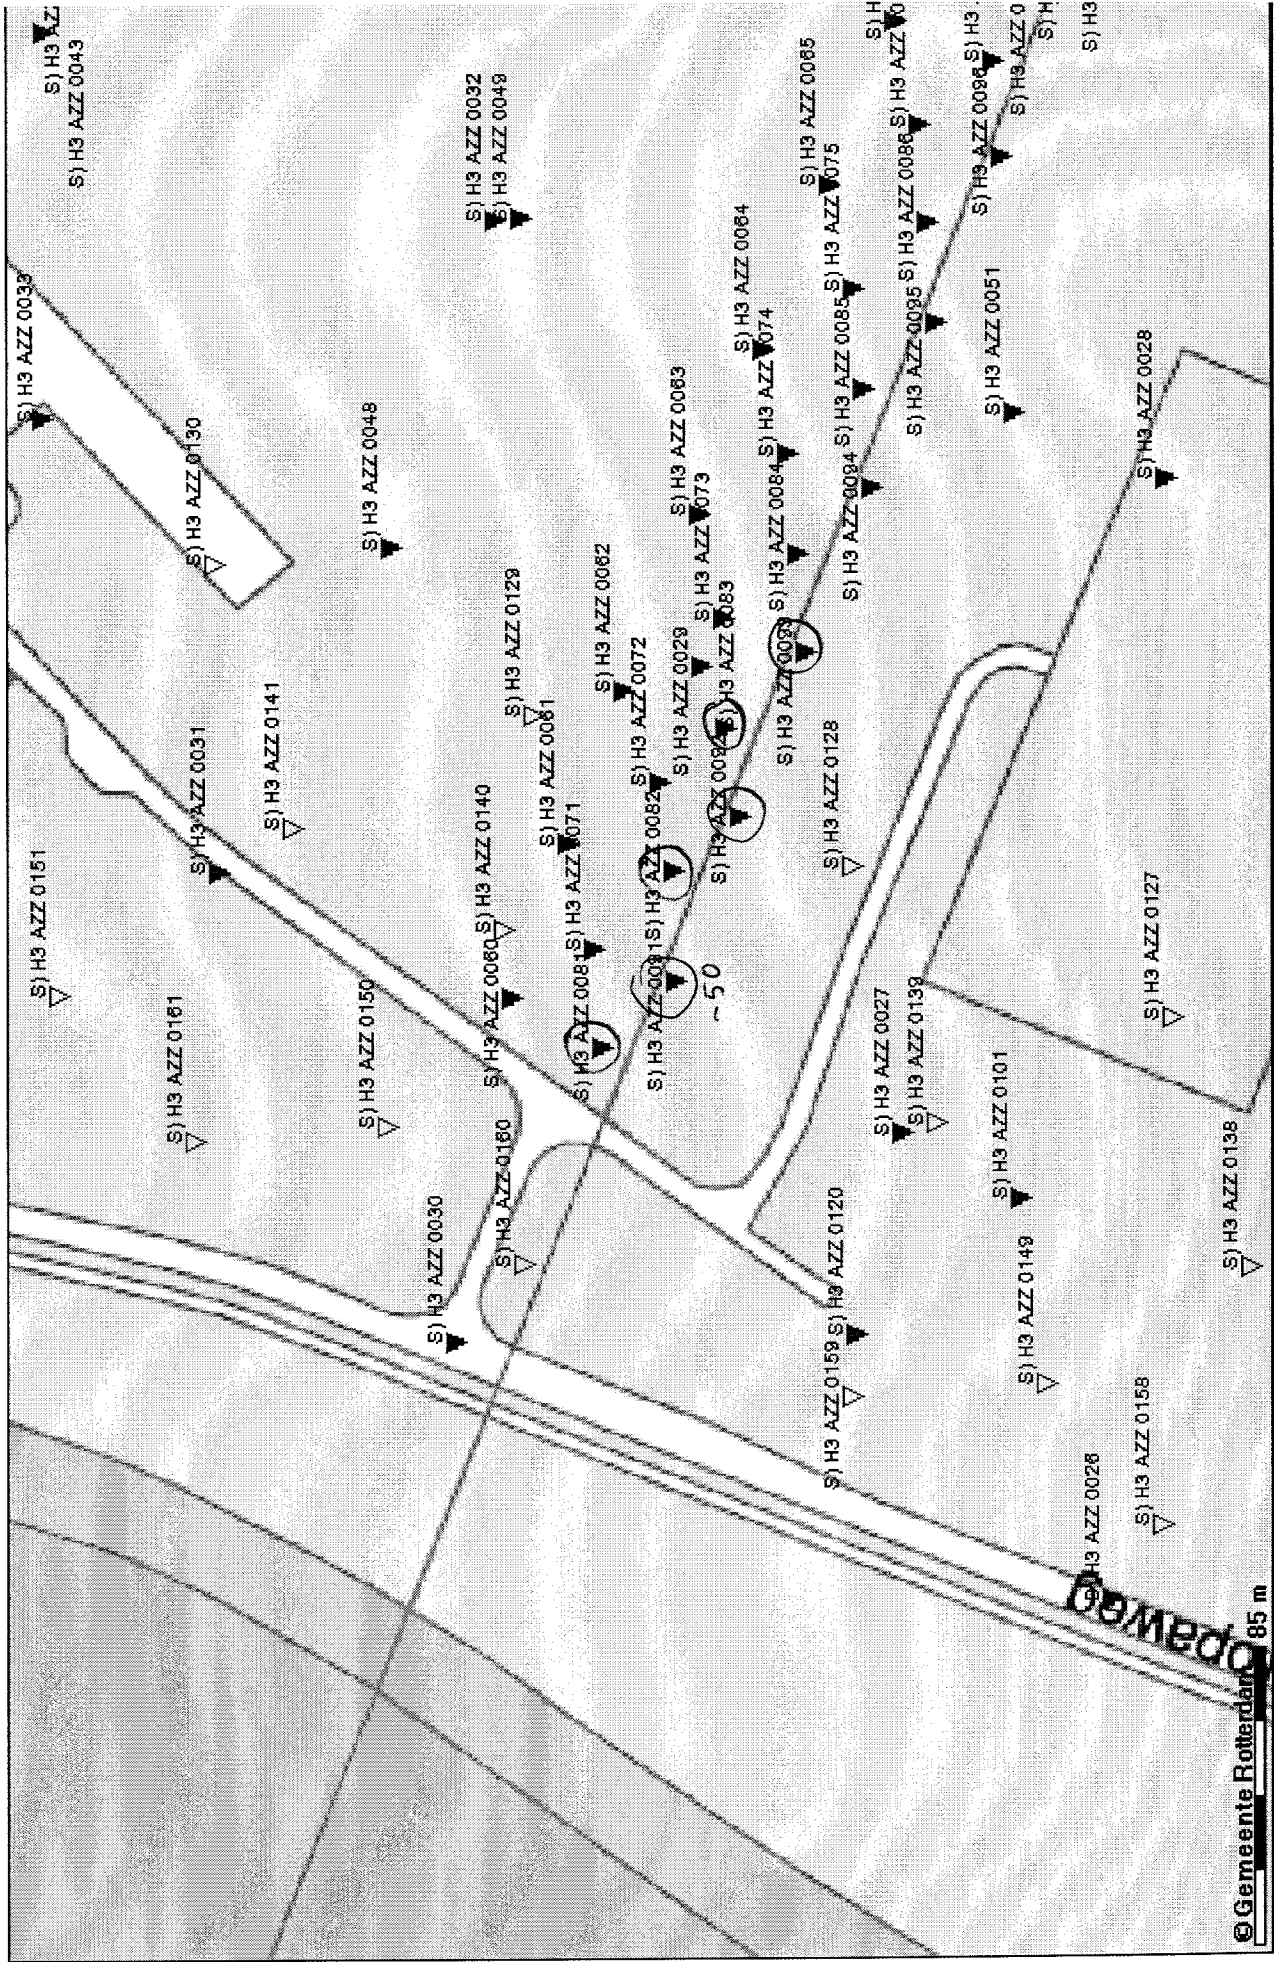 S) H3 AZZ 0043
S) H3 AZZ 0033
S) H3 AZZ 0032
S) H3 AZZ 0049
S) H3 AZZ 0065
S) H3 AZZ 0130
S) H3 AZZ 0048
S) H3 AZZ 0064
S) H3 AZZ 0086
S) H3 AZZ 0096
S) H3 AZZ 0085
S) H3 AZZ 0095
S) H3 AZZ 0051
S) H3 AZZ 0028
S) H3 AZZ 0063
S) H3 AZZ 0084
S) H3 AZZ 0094
S) H3 AZZ 0129
S) H3 AZZ 0062
S) H3 AZZ 0141
S) H3 AZZ 0031
S) H3 AZZ 0061
S) H3 AZZ 0072
S) H3 AZZ 0029
S) H3 AZZ 0093
S) H3 AZZ 0128
S) H3 AZZ 0140
S) H3 AZZ 0082
S) H3 AZZ 0151
S) H3 AZZ 0161
S) H3 AZZ 0150
S) H3 AZZ 0060
S) H3 AZZ 0081
S) H3 AZZ 0091
~50
S) H3 AZZ 0127
S) H3 AZZ 0027
S) H3 AZZ 0139
S) H3 AZZ 0101
S) H3 AZZ 0138
S) H3 AZZ 0160
S) H3 AZZ 0030
S) H3 AZZ 0120
S) H3 AZZ 0159
S) H3 AZZ 0149
S) H3 AZZ 0158
H3 AZZ 0026
opaweg
© Gemeente Rotterdam 85 m